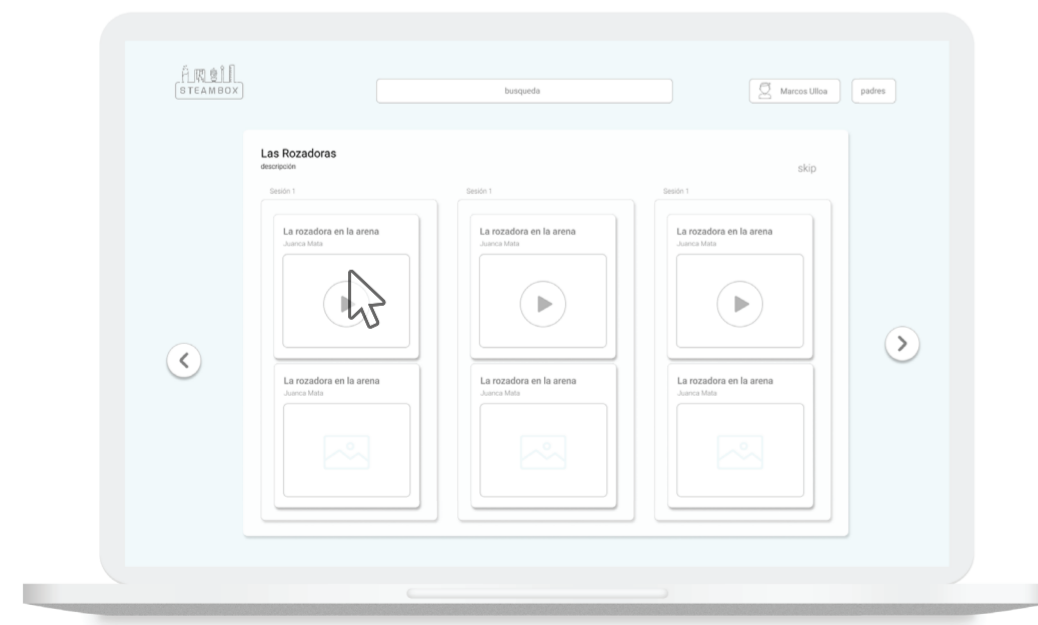 STEAMBOX
busqueda
Marcos Ulloa
padres
Las Rozadoras
descripción
skip
Sesión 1
Sesión 1
Sesión 1
La rozadora en la arena
Juanca Mata
La rozadora en la arena
Juanca Mata
La rozadora en la arena
Juanca Mata
La rozadora en la arena
Juanca Mata
La rozadora en la arena
Juanca Mata
La rozadora en la arena
Juanca Mata